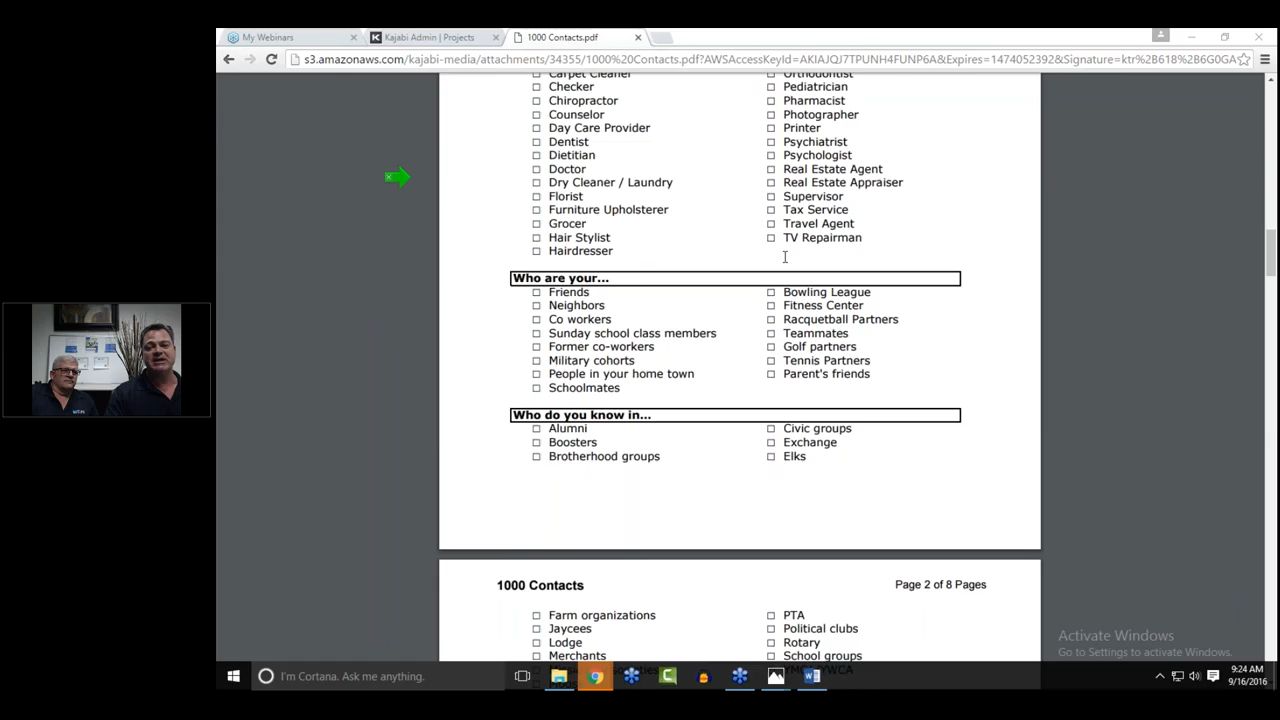 My Webinars
Kajabi Admin | Projects
1000 Contacts.pdf
s3.amazonaws.com/kajabi-media/attachments/34355/1000%20Contacts.pdf?AWSAccessKeyId=AKIAJQJ7TPUNH4FUNP6A&Expires=1474052392&Signature=ktr%2B618%2B6G0GA
Carpet Cleaner
Orthodontist
Checker
Pediatrician
Chiropractor
Pharmacist
Counselor
Photographer
Day Care Provider
Printer
Dentist
Psychiatrist
Dietitian
Psychologist
Doctor
Real Estate Agent
Dry Cleaner / Laundry
Real Estate Appraiser
Florist
Supervisor
Furniture Upholsterer
Tax Service
Grocer
Travel Agent
Hair Stylist
TV Repairman
Hairdresser
Who are your...
Friends
Bowling League
Neighbors
Fitness Center
Co workers
Racquetball Partners
Sunday school class members
Teammates
Former co-workers
Golf partners
Military cohorts
Tennis Partners
People in your home town
Parent's friends
Schoolmates
Who do you know in...
Alumni
Civic groups
Boosters
Exchange
Brotherhood groups
Elks
1000 Contacts
Page 2 of 8 Pages
Farm organizations
PTA
Jaycees
Political clubs
Lodge
Rotary
Merchants
School groups
Activate Windows
Go to Settings to activate Windows.
I'm Cortana. Ask me anything.
9:24 AM
9/16/2016